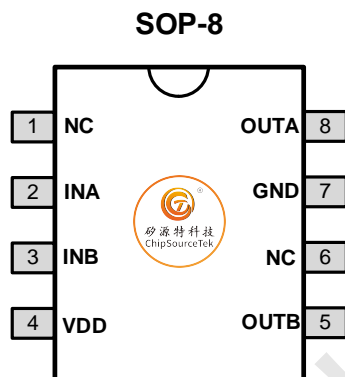 SOP-8
1 NC OUTA 8
2 INA GND 7
®
矽源特科技
ChipSourceTek
3 INB NC 6
4 VDD OUTB 5